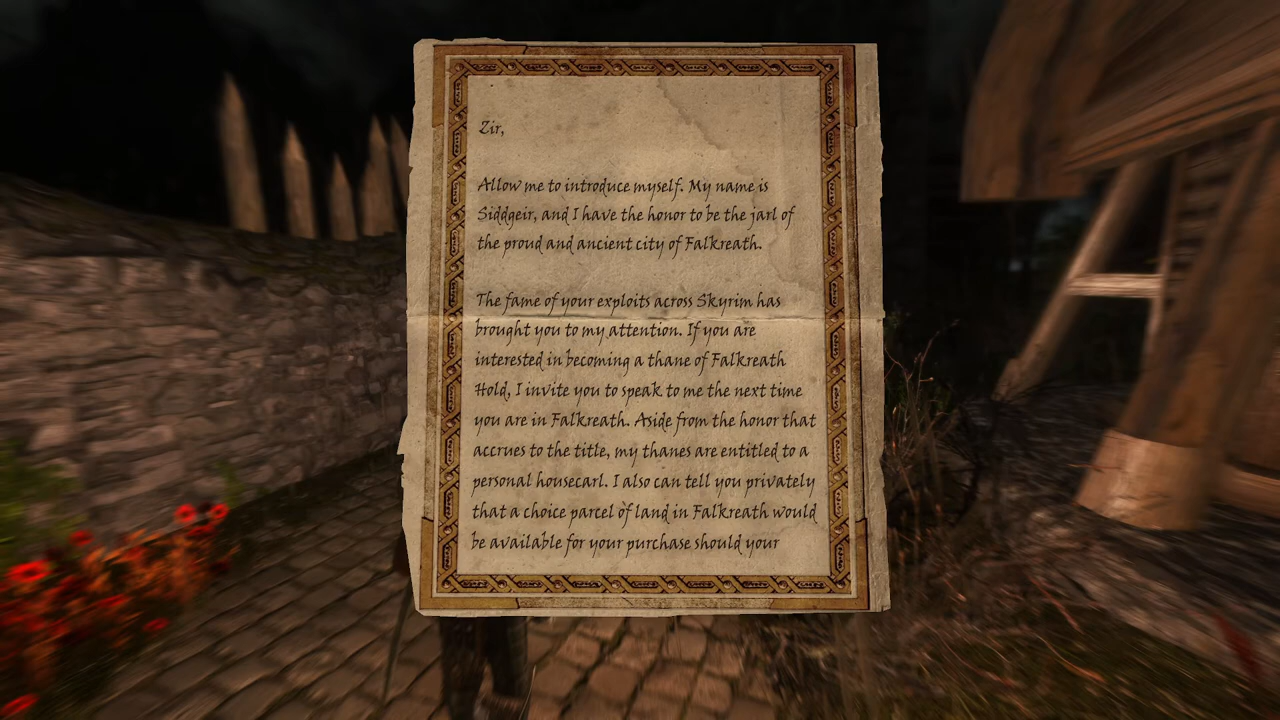 Zir,
Allow me to introduce myself. My name is
Siddgeir, and I have the honor to be the jarl of
the proud and ancient city of Falkreath.
The fame of your exploits across Skyrim has
brought you to my attention. If you are
interested in becoming a thane of Falkreath
Hold, I invite you to speak to me the next time
you are in Falkreath. Aside from the honor that
accrues to the title, my thanes are entitled to a
personal housecarl. I also can tell you privately
that a choice parcel of land in Falkreath would
be available for your purchase should your